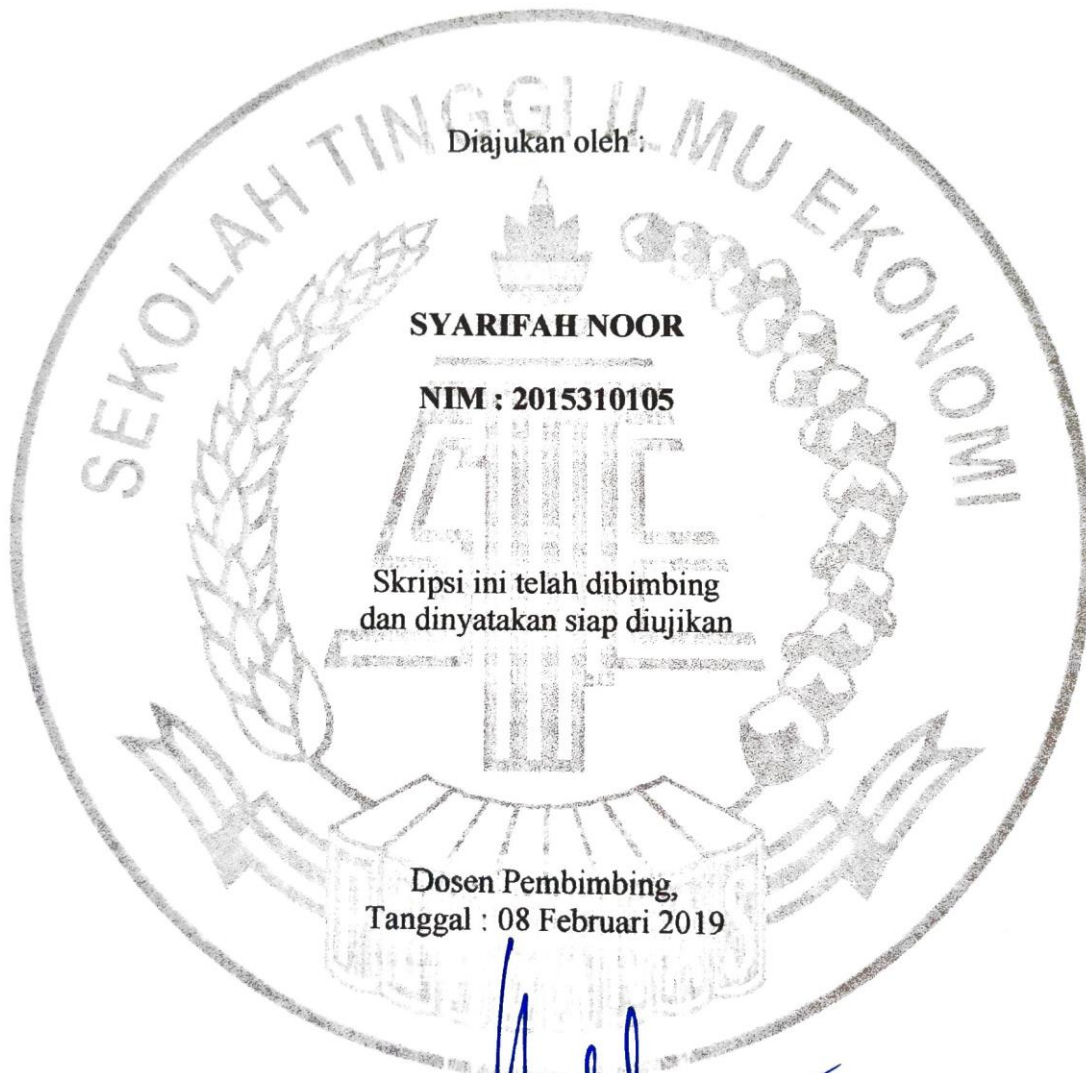 SEKOLAH TINGGI ILMU EKONOMI
Diajukan oleh :
SYARIFAH NOOR
NIM : 2015310105
Skripsi ini telah dibimbing
dan dinyatakan siap diujikan
Dosen Pembimbing,
Tanggal : 08 Februari 2019